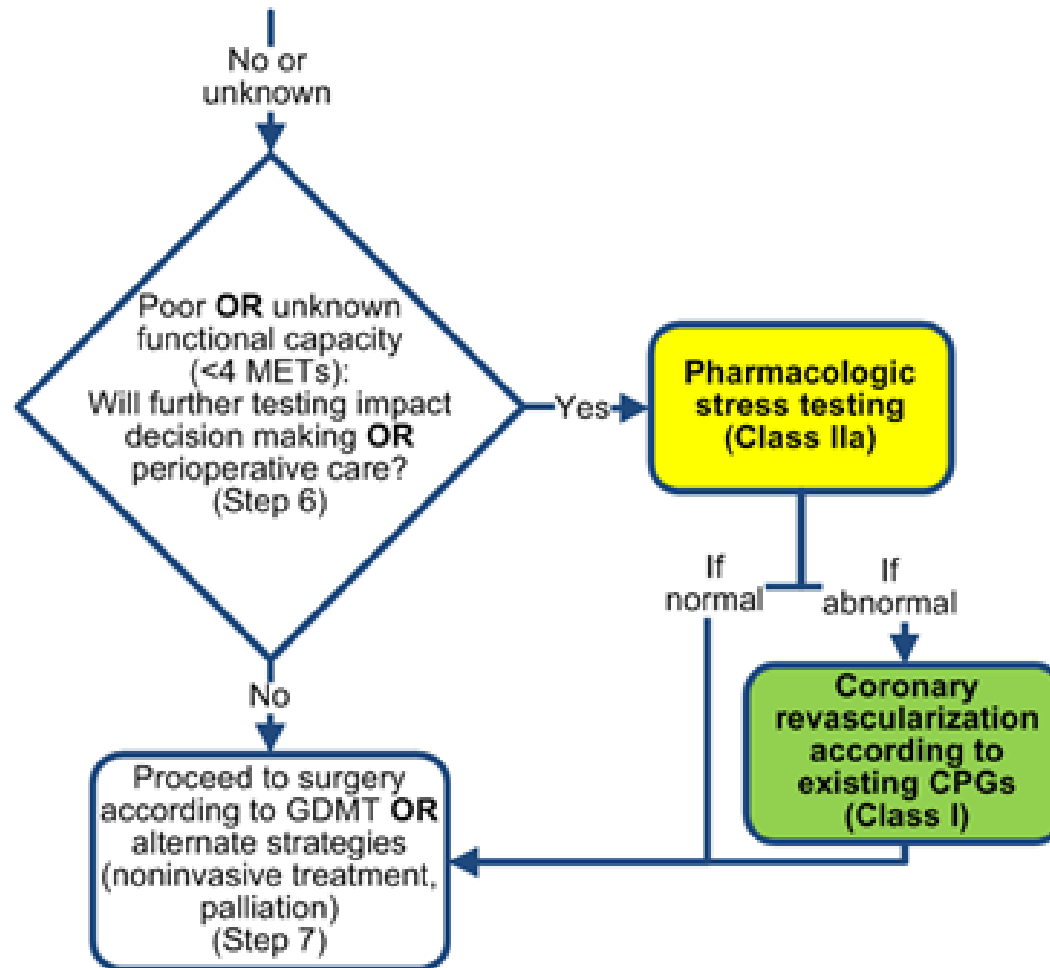 No or
unknown
Poor OR unknown
functional capacity
(<4 METs):
Will further testing impact
decision making OR
perioperative care?
(Step 6)
Yes
Pharmacologic
stress testing
(Class IIa)
If
normal
If
abnormal
Coronary
revascularization
according to
existing CPGs
(Class I)
No
Proceed to surgery
according to GDMT OR
alternate strategies
(noninvasive treatment,
palliation)
(Step 7)